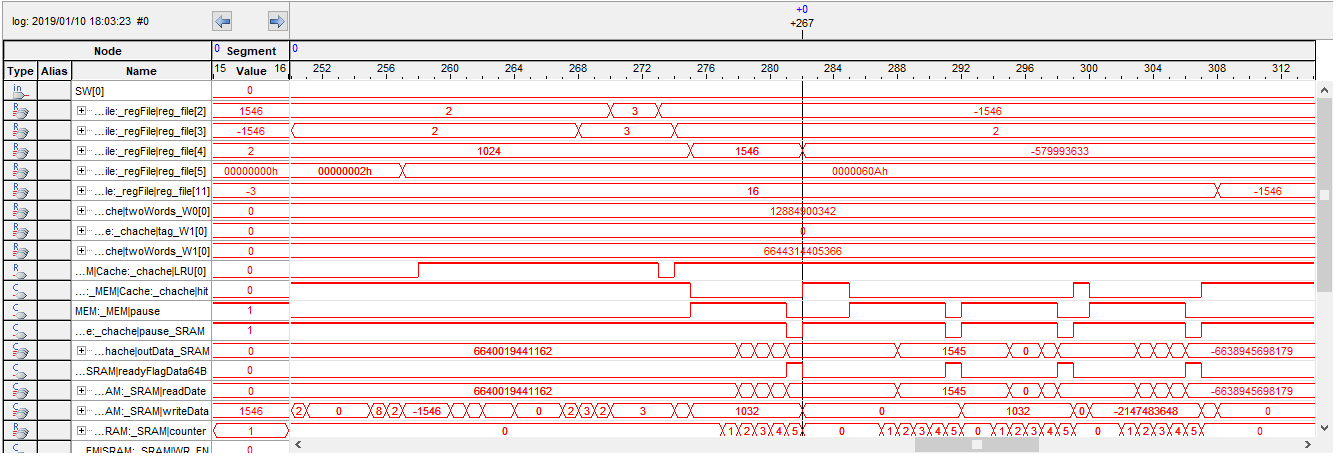 log: 2019/01/10 18:03:23 #0
+0
+267
Node
0 Segment
0
Type Alias Name
15 Value 16
252 256 260 264 268 272 276 280 284 288 292 296 300 304 308 312
in SW[0] 0
R ...ile:_regFile|reg_file[2] 1546 2 3 -1546
R ...ile:_regFile|reg_file[3] -1546 2 3 2
R ...ile:_regFile|reg_file[4] 2 1024 1546 -579993633
R ...ile:_regFile|reg_file[5] 00000000h 00000002h 0000060Ah
R ...le:_regFile|reg_file[11] -3 16 -1546
R ...che|twoWords_W0[0] 0 12884900342
R ...e:_chache|tag_W1[0] 0 0
R ...che|twoWords_W1[0] 0 6644314405366
R ...M|Cache:_chache|LRU[0] 0
C ...:_MEM|Cache:_chache|hit 0
C MEM:_MEM|pause 1
C ...e:_chache|pause_SRAM 1
C ...hache|outData_SRAM 0 6640019441162 1545 0 -6638945698179
C ...SRAM|readyFlagData64B 0
C ...AM:_SRAM|readDate 0 6640019441162 1545 0 -6638945698179
C ...AM:_SRAM|writeData 1546 2 0 8 2 -1546 0 2 3 2 3 1032 0 1032 0 -2147483648 0
R ...RAM:_SRAM|counter 1 0 1 2 3 4 5 0 1 2 3 4 5 0 1 2 3 4 5 0 1 2 3 4 5 0